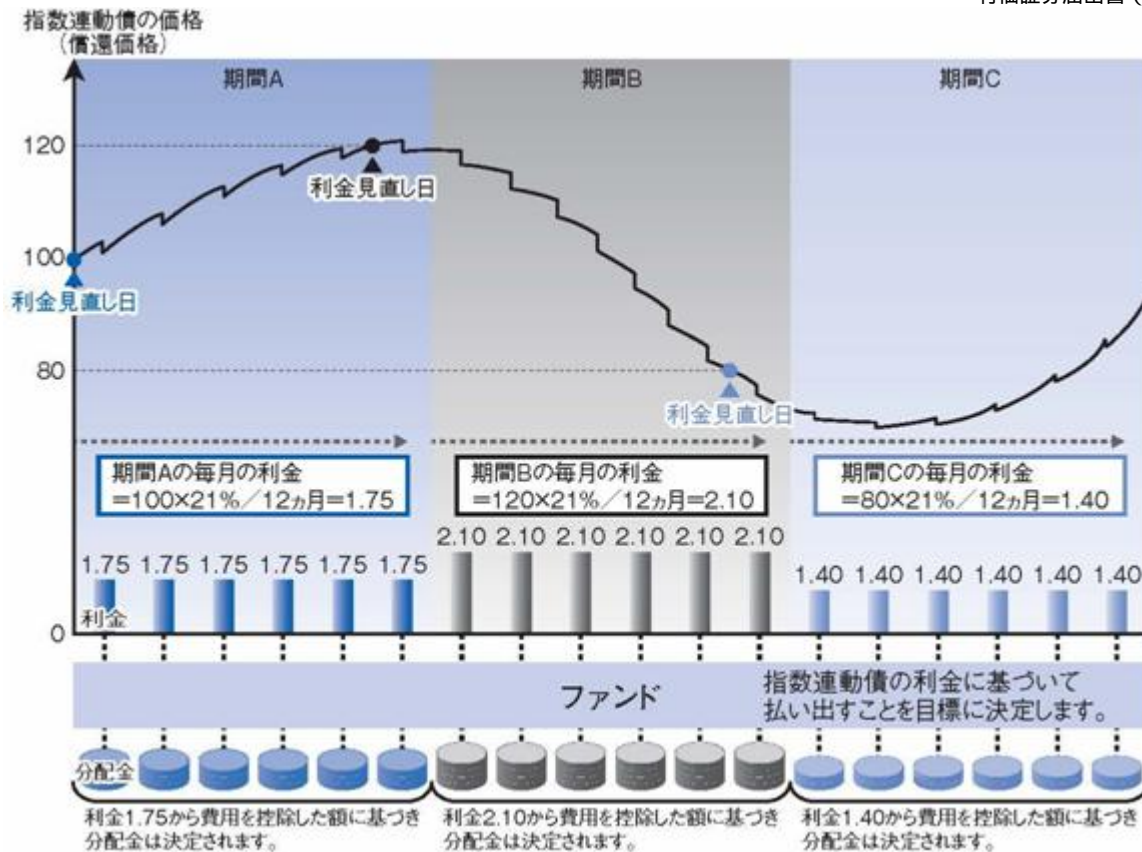 有価証券届出書（
指数連動債の価格
（償還価格）
期間A
期間B
期間C
120
100
80
0
利金見直し日
利金見直し日
利金見直し日
期間Aの毎月の利金
=100×21%／12ヵ月=1.75
期間Bの毎月の利金
=120×21%／12ヵ月=2.10
期間Cの毎月の利金
=80×21%／12ヵ月=1.40
1.75 1.75 1.75 1.75 1.75 1.75
2.10 2.10 2.10 2.10 2.10 2.10
1.40 1.40 1.40 1.40 1.40 1.40
利金
ファンド
指数連動債の利金に基づいて
払い出すことを目標に決定します。
分配金
利金1.75から費用を控除した額に基づき
分配金は決定されます。
利金2.10から費用を控除した額に基づき
分配金は決定されます。
利金1.40から費用を控除した額に基づき
分配金は決定されます。